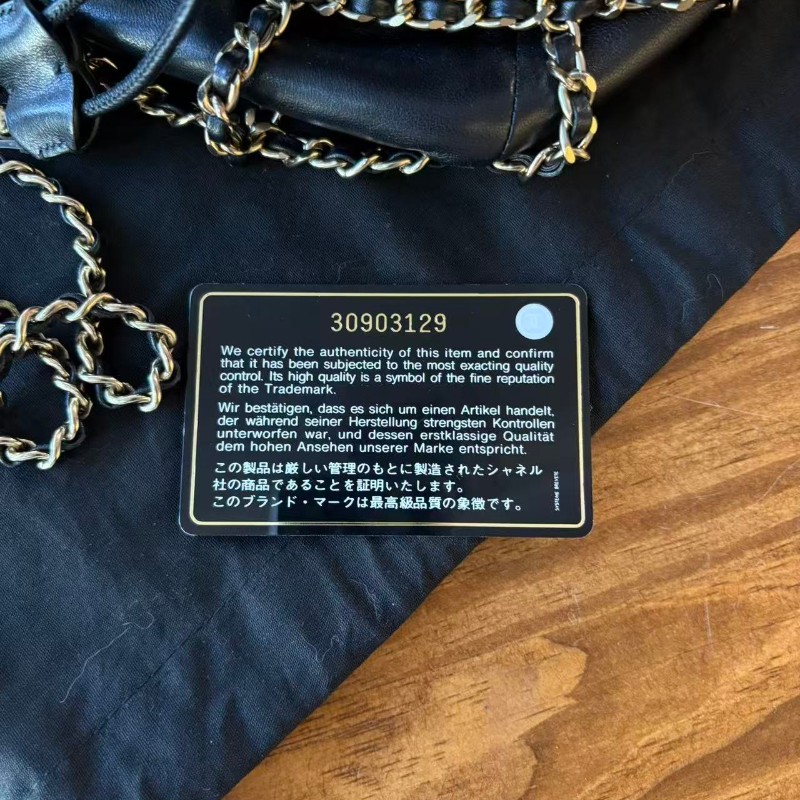 30903129
We certify the authenticity of this item and confirm
that it has been subjected to the most exacting quality
control. Its high quality is a symbol of the fine reputation
of the Trademark.
Wir bestätigen, dass es sich um einen Artikel handelt,
der während seiner Herstellung strengsten Kontrollen
unterworfen war, und dessen erstklassige Qualität
dem hohen Ansehen unserer Marke entspricht.
この製品は厳しい管理のもとに製造されたシャネル
社の商品であることを証明いたします。
このブランド・マークは最高級品質の象徴です。
SYSTEME BREVETE